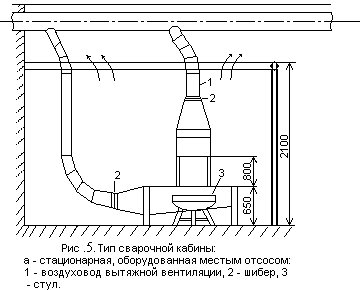 1
2
2100
800
2
3
650
Рис .5. Тип сварочной кабины:
а - стационарная, оборудованная местым отсосом:
1 - воздуховод вытяжной вентиляции, 2 - шибер, 3
- стул.